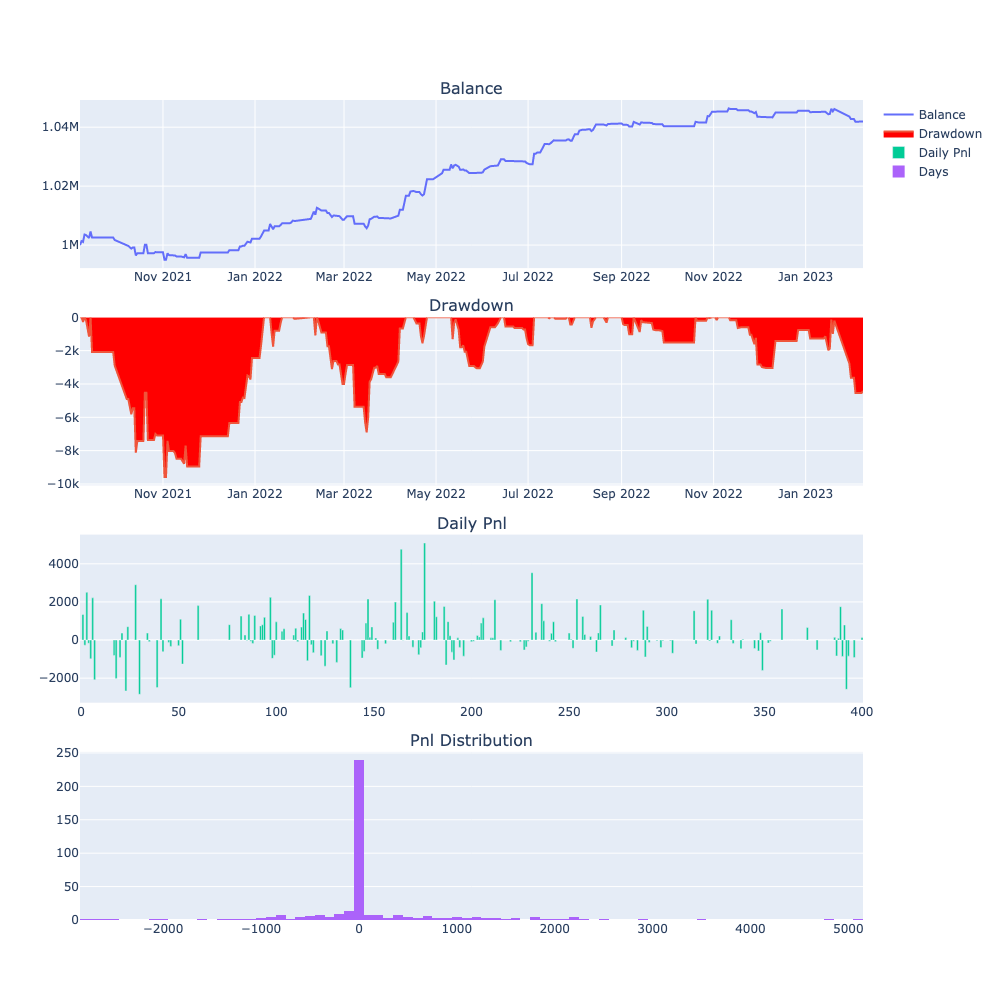 Balance
1.04M
1.02M
1M
Nov 2021 Jan 2022 Mar 2022 May 2022 Jul 2022 Sep 2022 Nov 2022 Jan 2023
Balance
Drawdown
Daily Pnl
Days
Drawdown
0
−2k
−4k
−6k
−8k
−10k
Nov 2021 Jan 2022 Mar 2022 May 2022 Jul 2022 Sep 2022 Nov 2022 Jan 2023
Daily Pnl
4000
2000
0
−2000
0 50 100 150 200 250 300 350 400
Pnl Distribution
250
200
150
100
50
0
−2000 −1000 0 1000 2000 3000 4000 5000